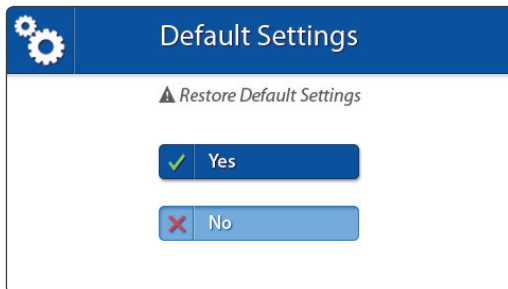 Default Settings
Restore Default Settings
Yes
No